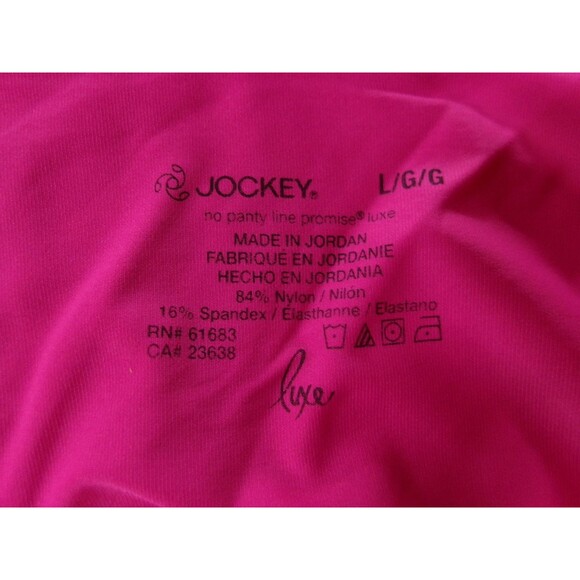 JOCKEY® L/G/G
no panty line promise® luxe
MADE IN JORDAN
FABRIQUÉ EN JORDANIE
HECHO EN JORDANIA
84% Nylon / Nilón
16% Spandex / Élasthanne / Elastano
RN# 61683
CA# 23638
luxe